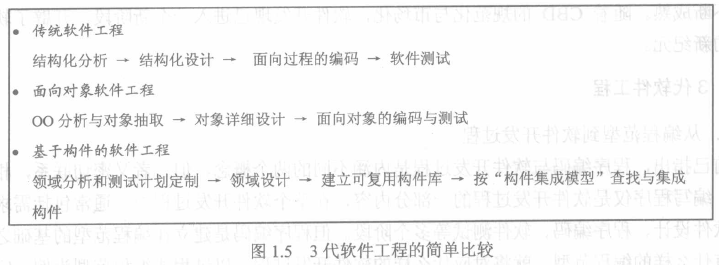 • 传统软件工程
结构化分析 → 结构化设计 → 面向过程的编码 → 软件测试
• 面向对象软件工程
OO 分析与对象抽取 → 对象详细设计 → 面向对象的编码与测试
• 基于构件的软件工程
领域分析和测试计划定制 → 领域设计 → 建立可复用构件库 → 按“构件集成模型”查找与集成
构件
图 1.5 3 代软件工程的简单比较